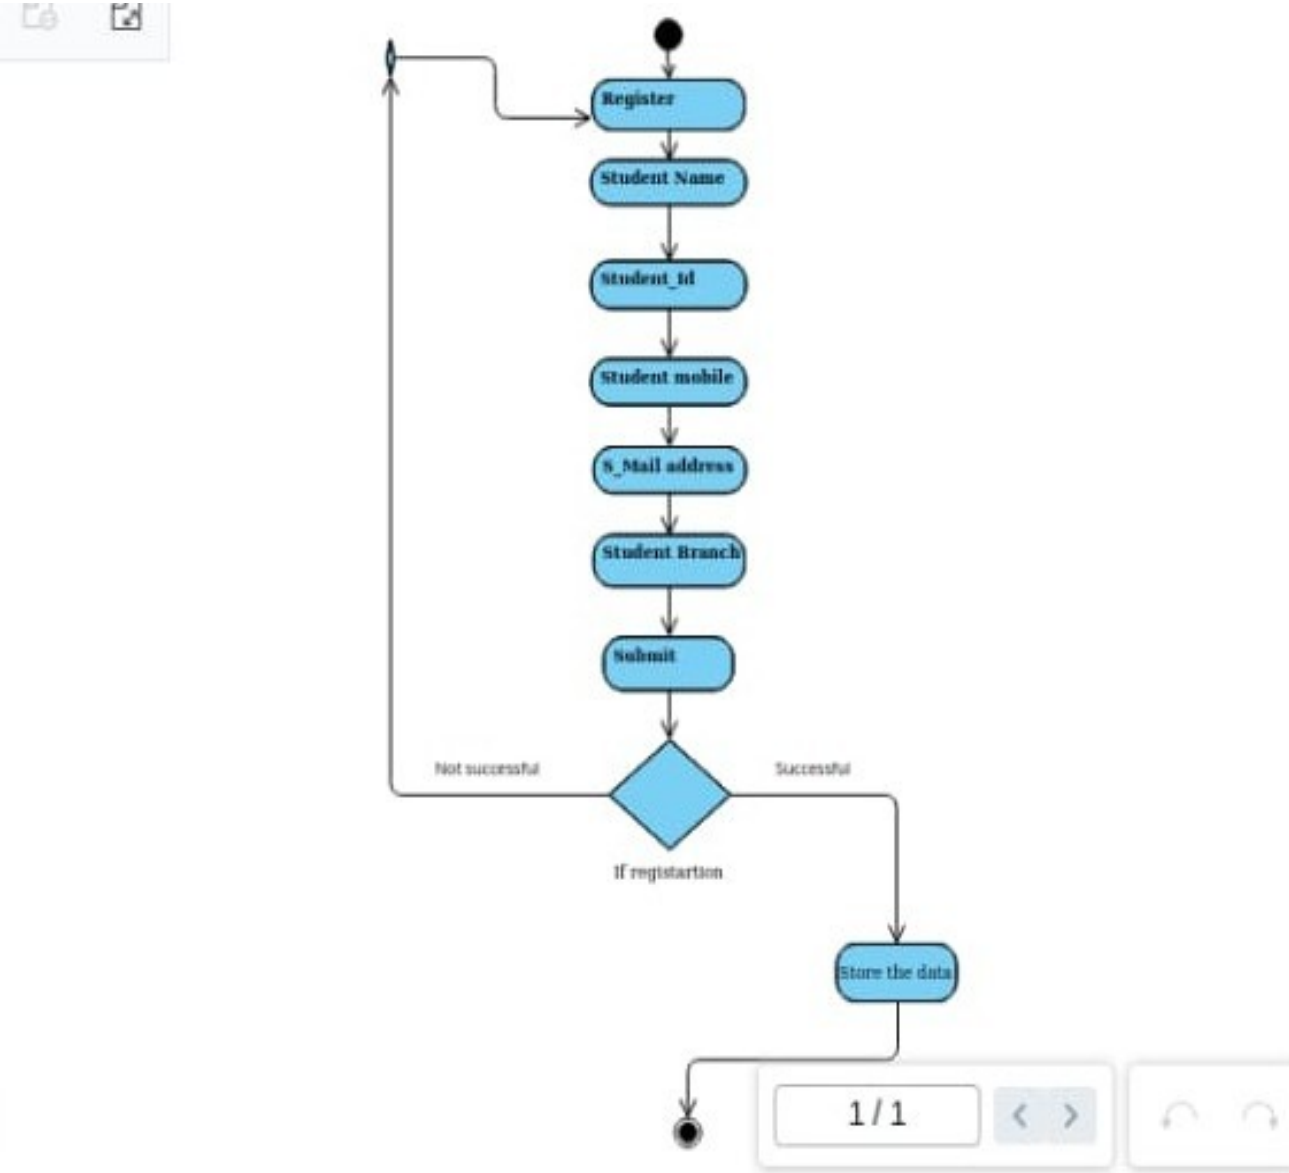 Register
Student Name
Student_Id
Student mobile
S_Mail address
Student Branch
Submit
Not successful
Successful
If registartion
Store the data
1 / 1